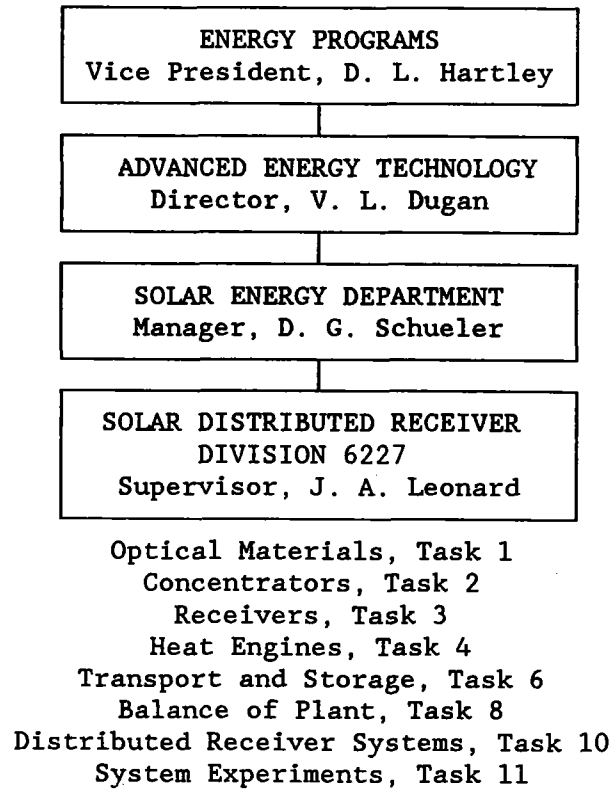 ENERGY PROGRAMS
Vice President, D. L. Hartley
ADVANCED ENERGY TECHNOLOGY
Director, V. L. Dugan
SOLAR ENERGY DEPARTMENT
Manager, D. G. Schueler
SOLAR DISTRIBUTED RECEIVER
DIVISION 6227
Supervisor, J. A. Leonard
Optical Materials, Task 1
Concentrators, Task 2
Receivers, Task 3
Heat Engines, Task 4
Transport and Storage, Task 6
Balance of Plant, Task 8
Distributed Receiver Systems, Task 10
System Experiments, Task 11